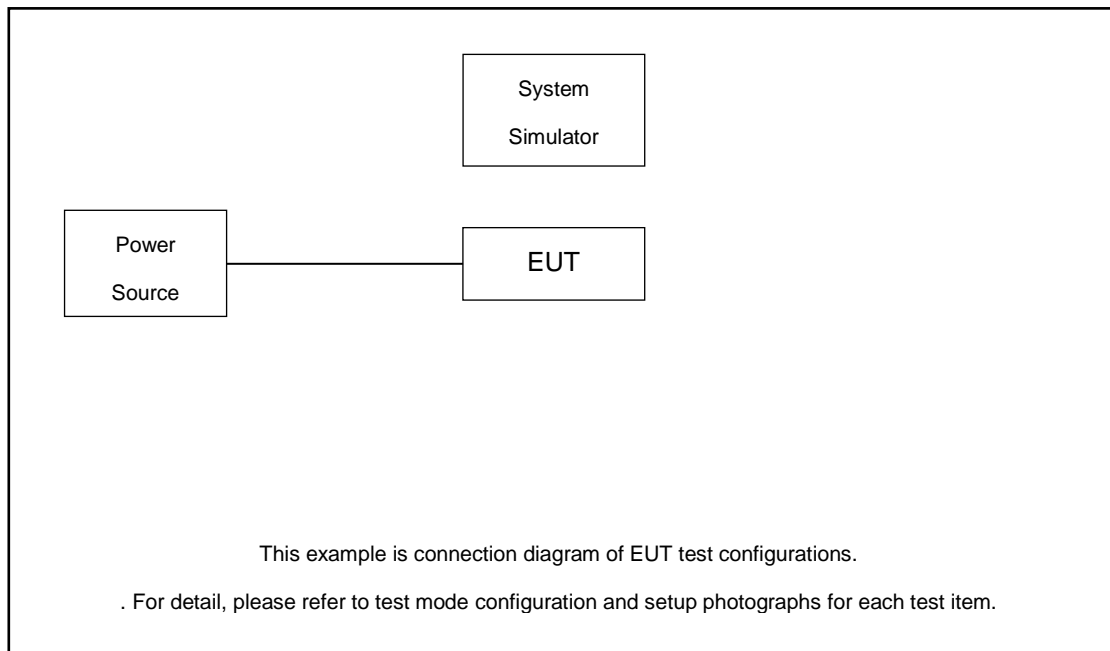 System
Simulator
Power
Source
EUT
This example is connection diagram of EUT test configurations.
. For detail, please refer to test mode configuration and setup photographs for each test item.